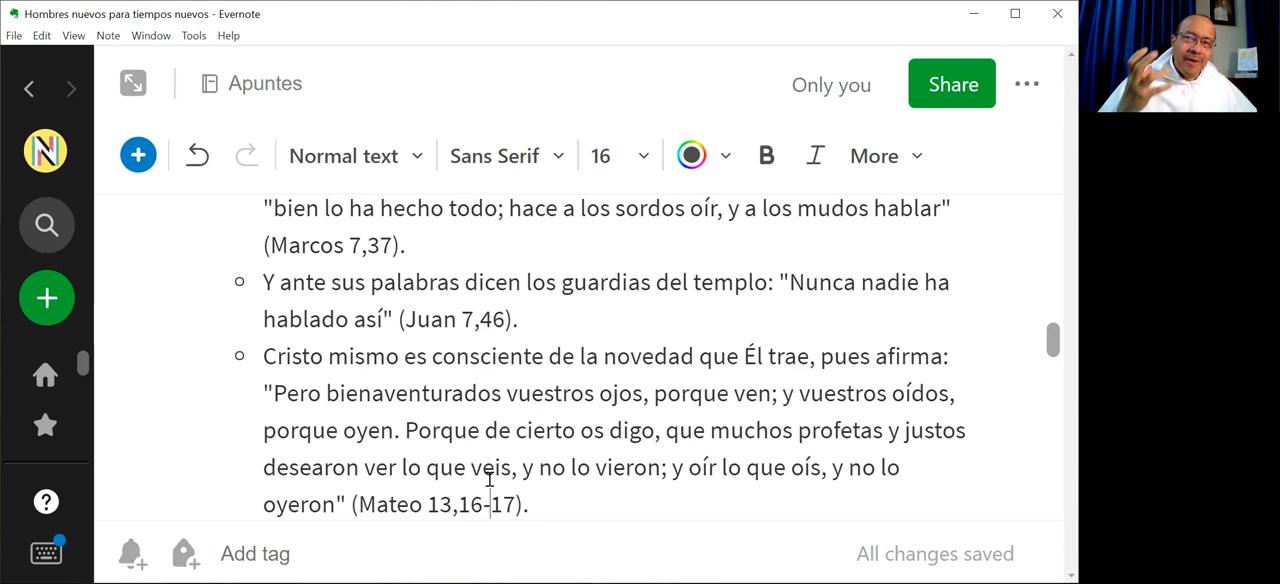 Hombres nuevos para tiempos nuevos - Evernote
File Edit View Note Window Tools Help
Apuntes
Only you
Share
Normal text
Sans Serif
16
B
I
More
"bien lo ha hecho todo; hace a los sordos oír, y a los mudos hablar"
(Marcos 7,37).
Y ante sus palabras dicen los guardias del templo: "Nunca nadie ha
hablado así" (Juan 7,46).
Cristo mismo es consciente de la novedad que Él trae, pues afirma:
"Pero bienaventurados vuestros ojos, porque ven; y vuestros oídos,
porque oyen. Porque de cierto os digo, que muchos profetas y justos
desearon ver lo que veis, y no lo vieron; y oír lo que oís, y no lo
oyeron" (Mateo 13,16-17).
Add tag
All changes saved